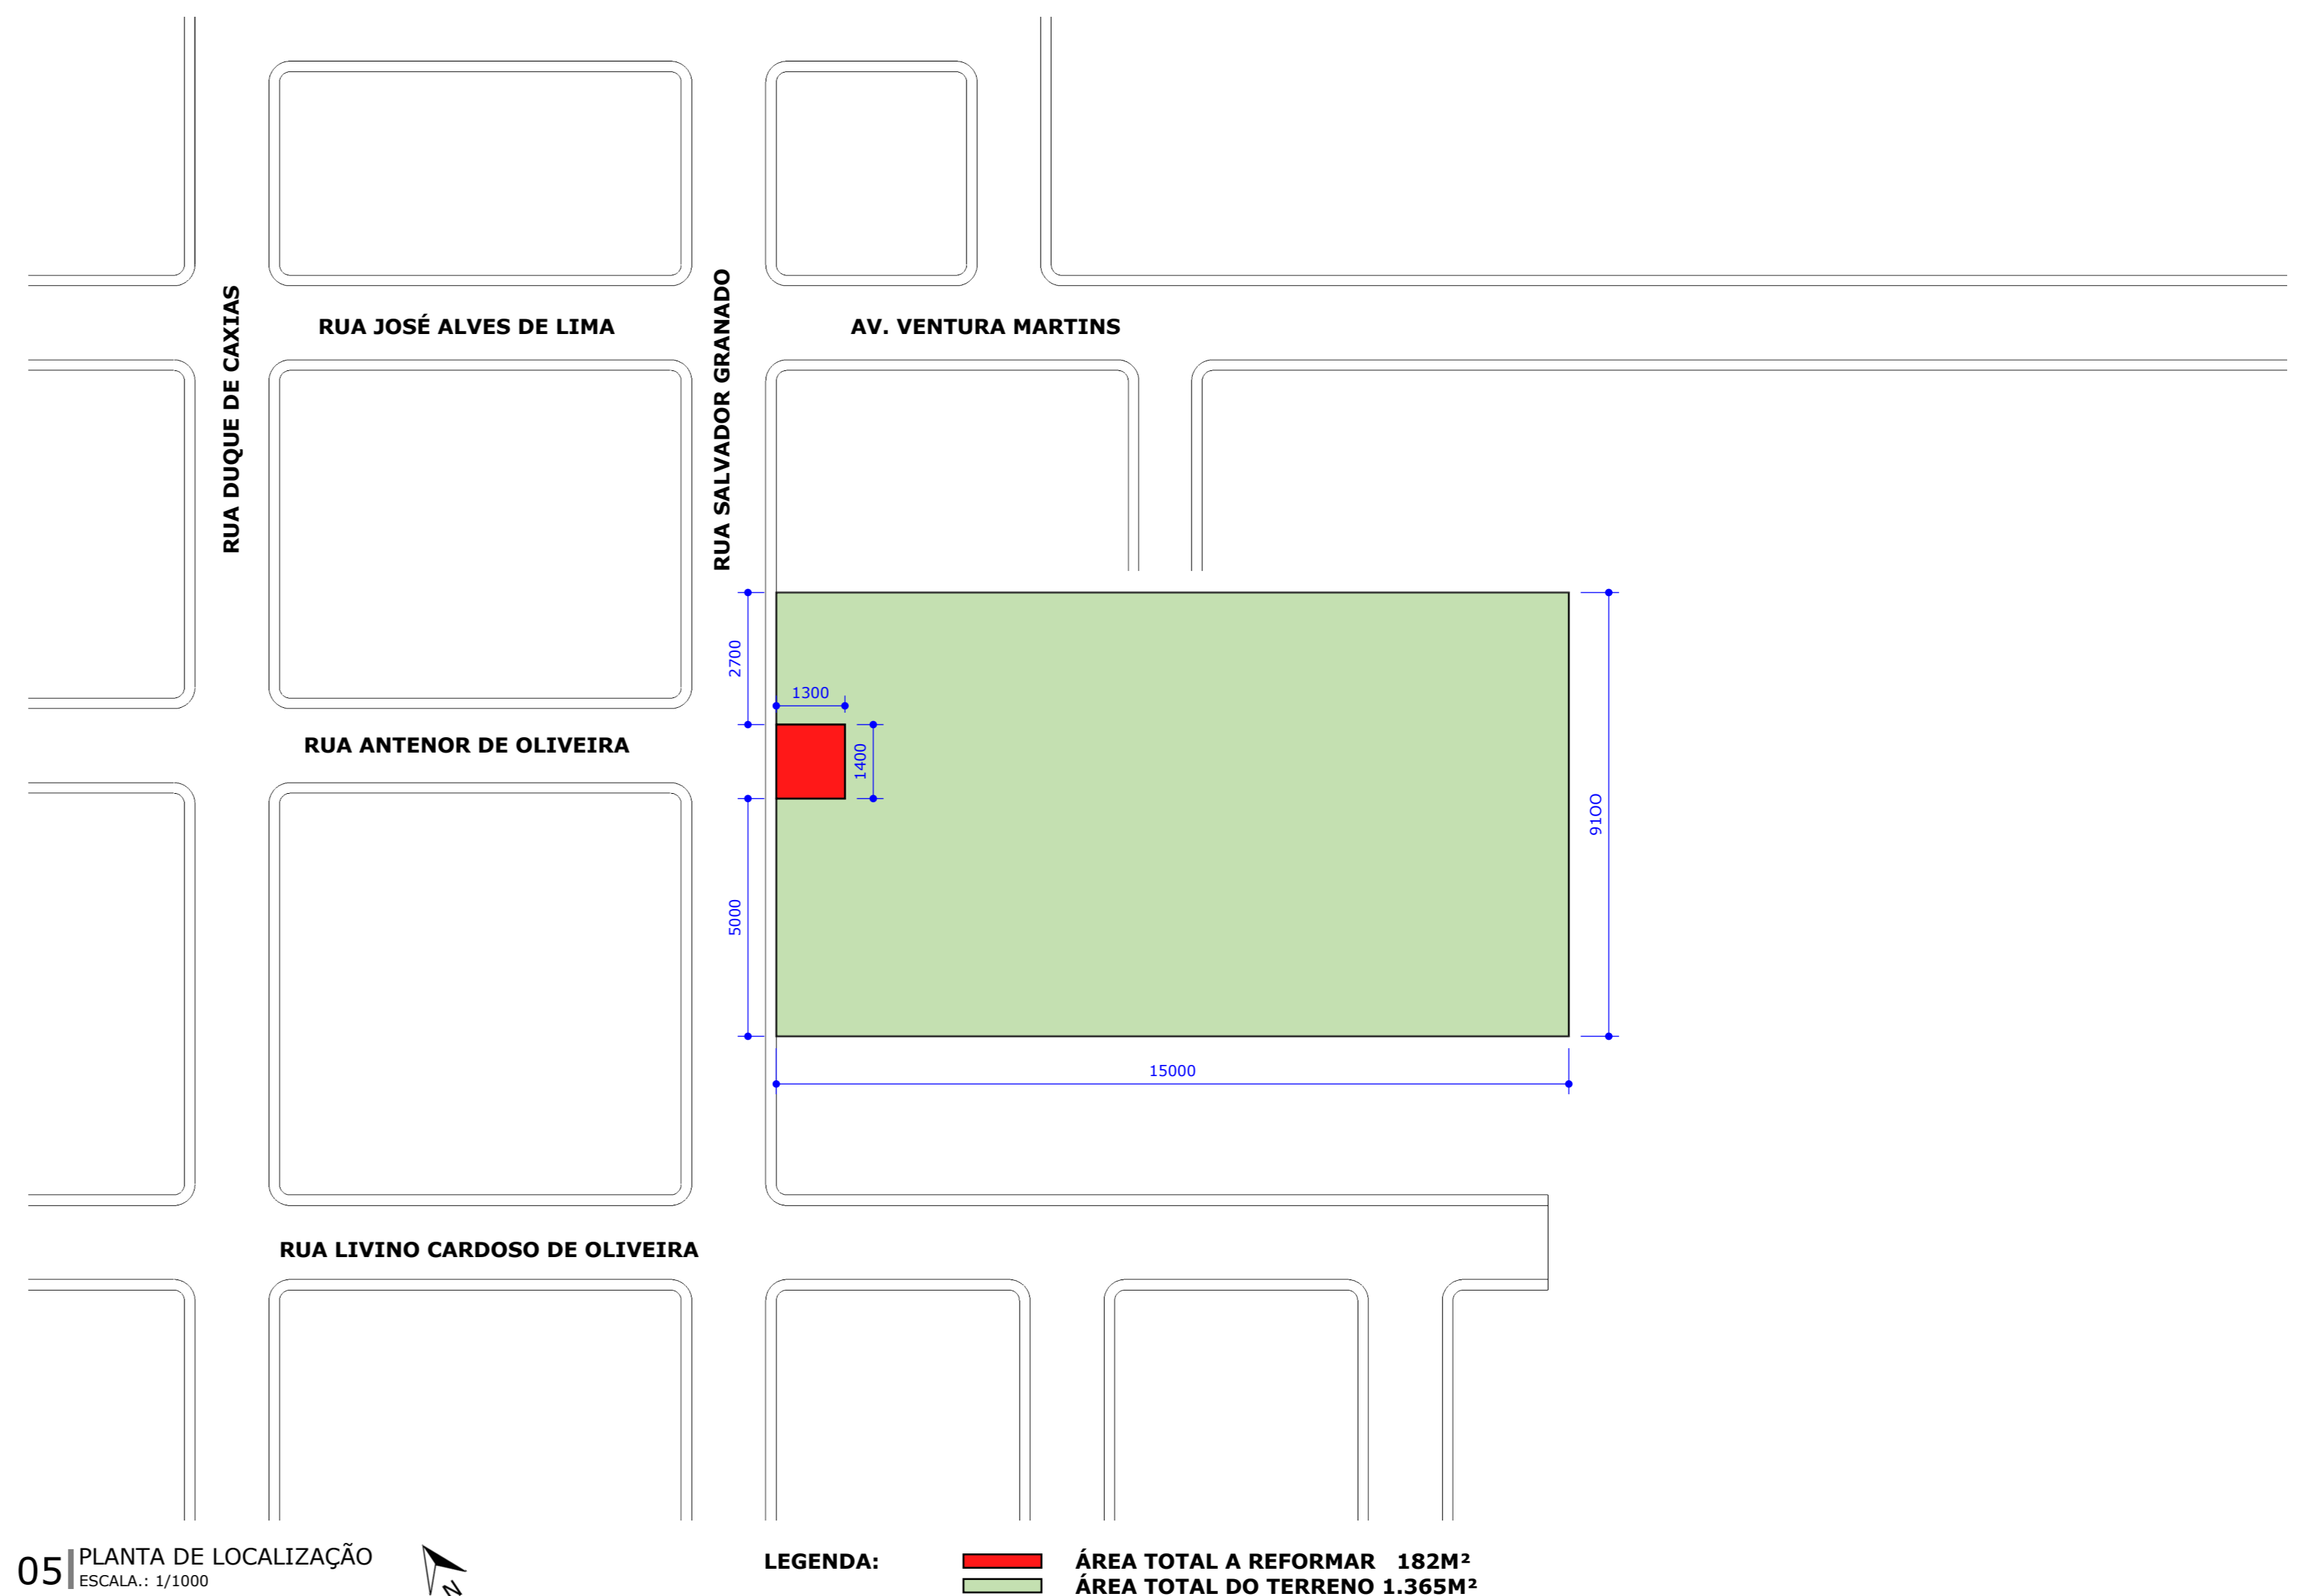 RUA DUQUE DE CAXIAS
RUA JOSÉ ALVES DE LIMA
RUA SALVADOR GRANADO
AV. VENTURA MARTINS
2700
1300
RUA ANTENOR DE OLIVEIRA
1400
9100
5000
15000
RUA LIVINO CARDOSO DE OLIVEIRA
05 PLANTA DE LOCALIZAÇÃO
ESCALA.: 1/1000
N
LEGENDA:
ÁREA TOTAL A REFORMAR 182M²
ÁREA TOTAL DO TERRENO 1.365M²